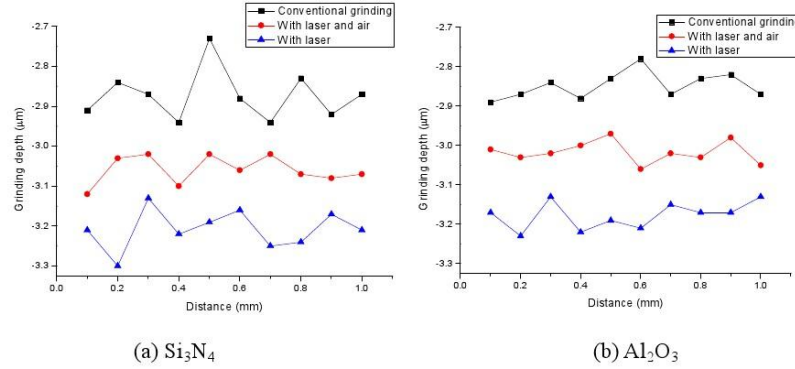 -2.7
-2.8
-2.9
-3.0
-3.1
-3.2
-3.3
Grinding depth (μm)
Conventional grinding
With laser and air
With laser
0.0
0.2
0.4
0.6
0.8
1.0
Distance (mm)
(a) Si₃N₄
-2.7
-2.8
-2.9
-3.0
-3.1
-3.2
-3.3
Grinding depth (μm)
Conventional grinding
With laser and air
With laser
0.0
0.2
0.4
0.6
0.8
1.0
Distance (mm)
(b) Al₂O₃